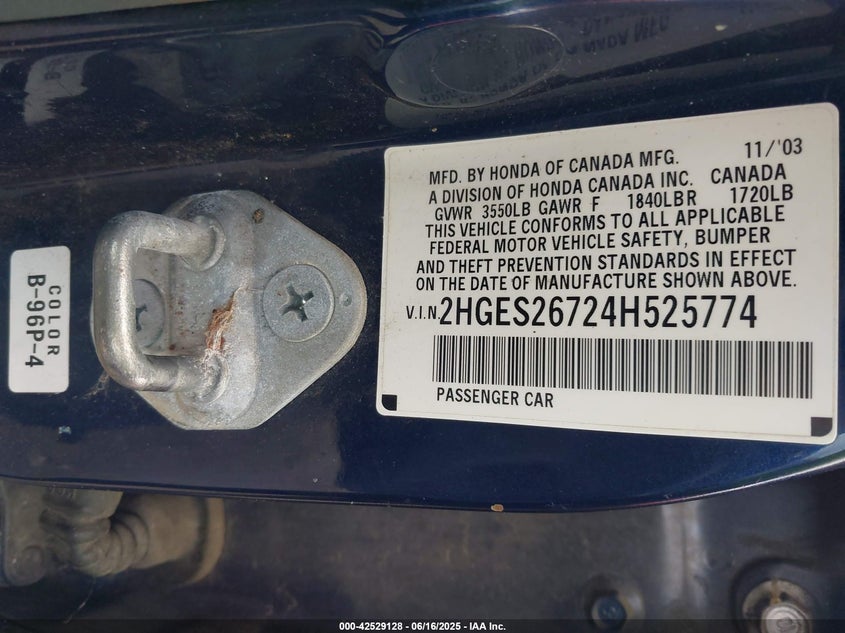 11/'03
MFD. BY HONDA OF CANADA MFG.
A DIVISION OF HONDA CANADA INC. CANADA
GVWR 3550LB GAWR F 1840LBR 1720LB
THIS VEHICLE CONFORMS TO ALL APPLICABLE
FEDERAL MOTOR VEHICLE SAFETY, BUMPER
AND THEFT PREVENTION STANDARDS IN EFFECT
ON THE DATE OF MANUFACTURE SHOWN ABOVE.
V.I.N. 2HGES26724H525774
PASSENGER CAR
COLOR
B-96P-4
000-42529128 - 06/16/2025 - IAA Inc.